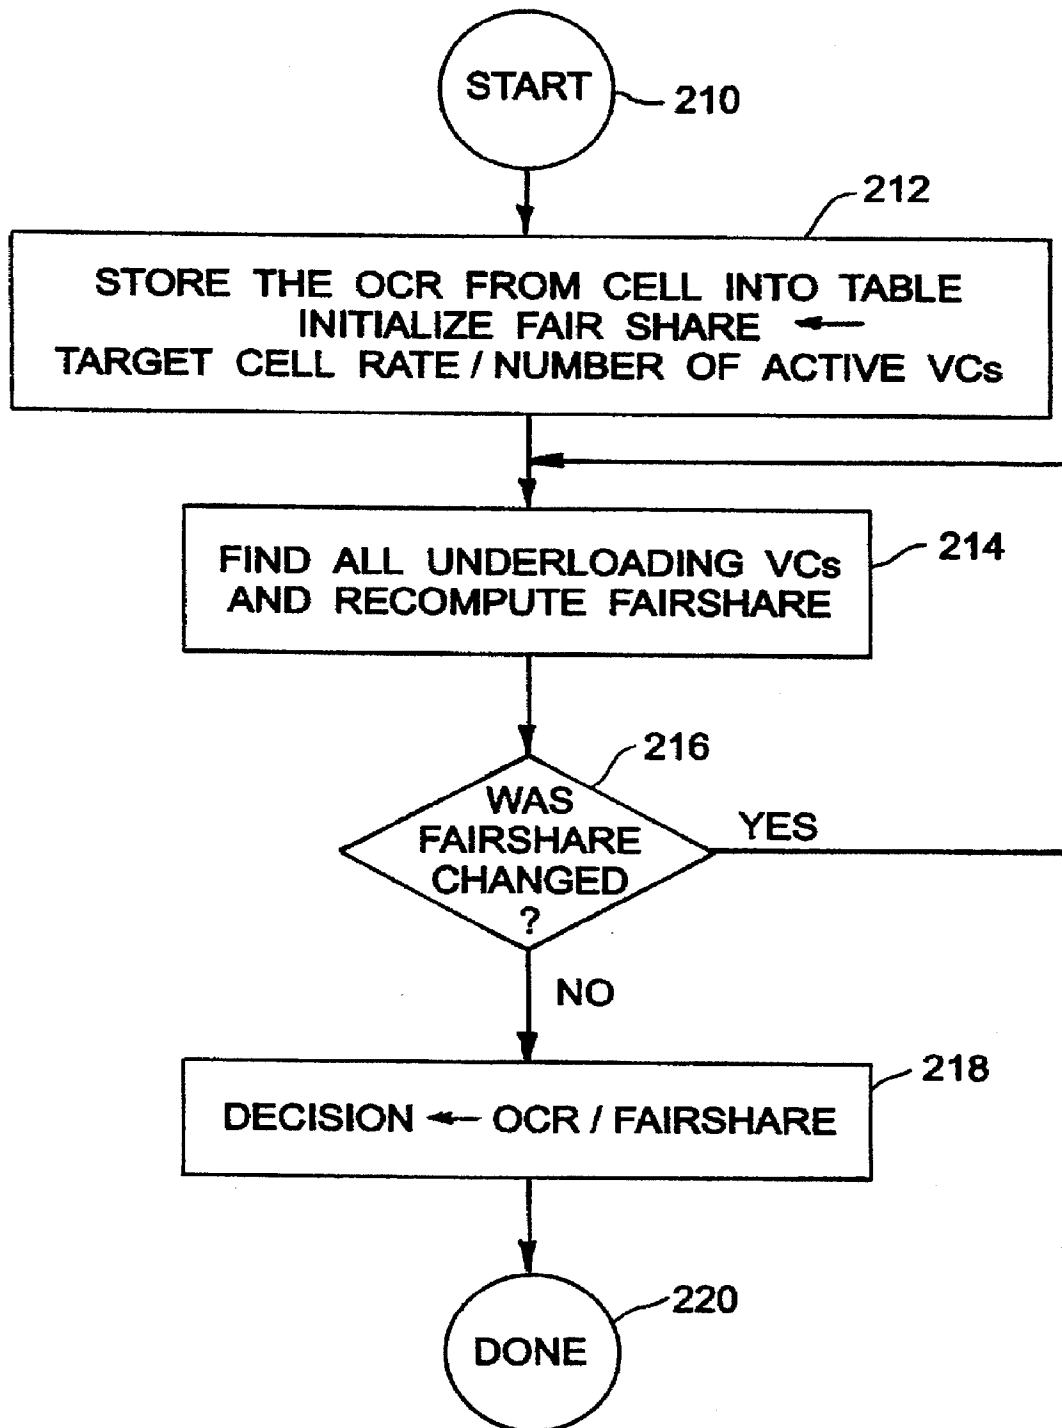 START
210
212
STORE THE OCR FROM CELL INTO TABLE
INITIALIZE FAIR SHARE ←
TARGET CELL RATE / NUMBER OF ACTIVE VCs
214
FIND ALL UNDERLOADING VCs
AND RECOMPUTE FAIRSHARE
216
WAS
FAIRSHARE
CHANGED
?
YES
NO
218
DECISION ← OCR / FAIRSHARE
220
DONE